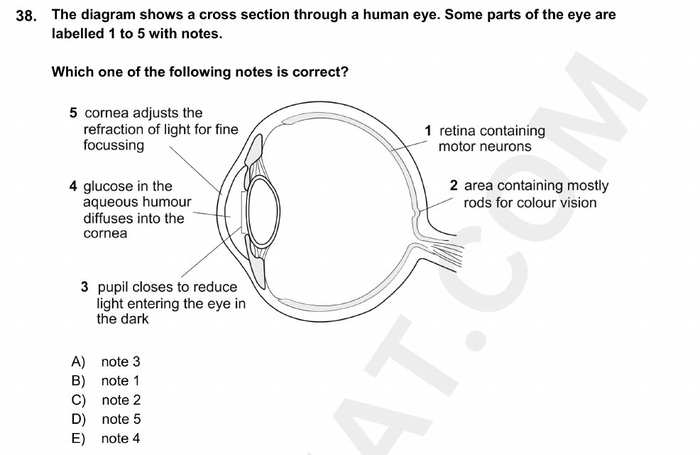 38. The diagram shows a cross section through a human eye. Some parts of the eye are
labelled 1 to 5 with notes.
Which one of the following notes is correct?
5 cornea adjusts the
refraction of light for fine
focussing
4 glucose in the
aqueous humour
diffuses into the
cornea
3 pupil closes to reduce
light entering the eye in
the dark
1 retina containing
motor neurons
2 area containing mostly
rods for colour vision
A) note 3
B) note 1
C) note 2
D) note 5
E) note 4
AT.COM